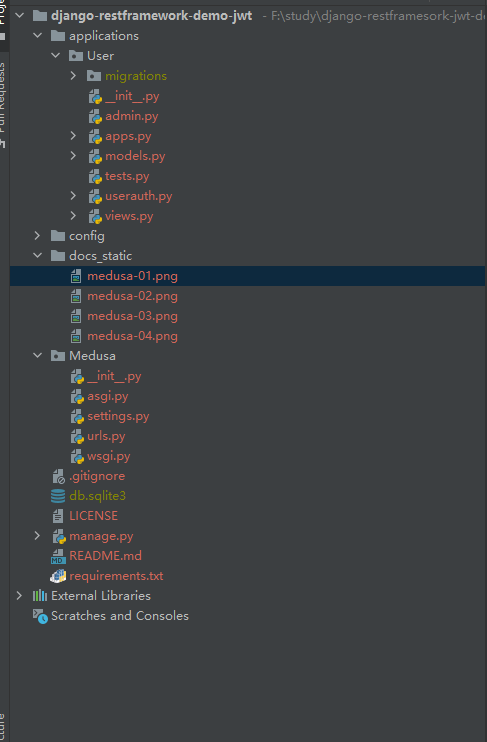 django-restframework-demo-jwt - F:\study\django-restframesork-jwt-de
applications
User
migrations
__init__.py
admin.py
apps.py
models.py
tests.py
userauth.py
views.py
config
docs_static
medusa-01.png
medusa-02.png
medusa-03.png
medusa-04.png
Medusa
__init__.py
asgi.py
settings.py
urls.py
wsgi.py
.gitignore
db.sqlite3
LICENSE
manage.py
README.md
requirements.txt
External Libraries
Scratches and Consoles
Pull Requests